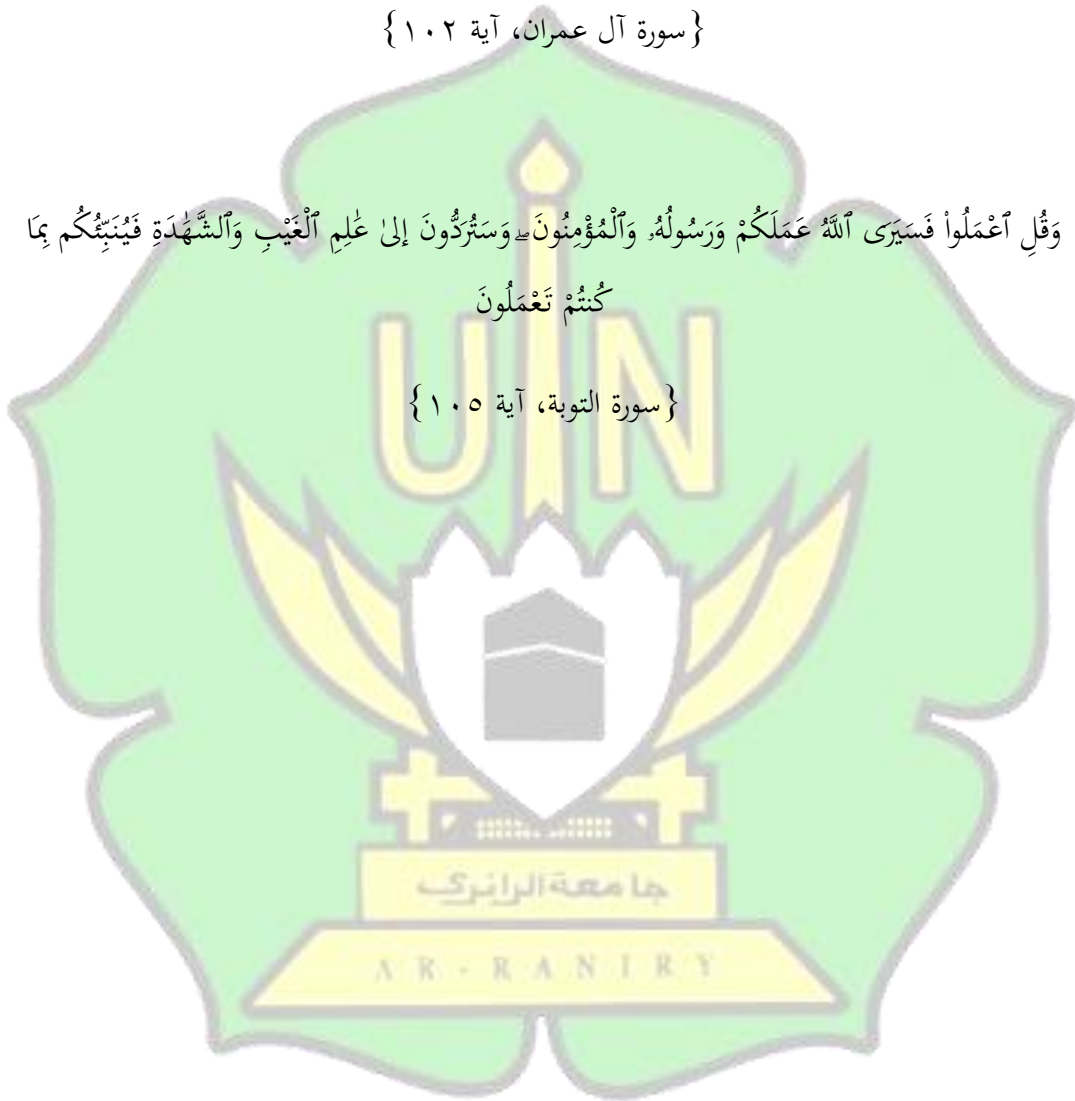 {سورة آل عمران، آية ١٠٢}
وَقُلِ ٱعْمَلُوا۟ فَسَيَرَى ٱللَّهُ عَمَلَكُمْ وَرَسُولُهُۥ وَٱلْمُؤْمِنُونَ ۖ وَسَتُرَدُّونَ إِلىٰ عَٰلِمِ ٱلْغَيْبِ وَٱلشَّهَٰدَةِ فَيُنَبِّئُكُم بِمَا
كُنتُمْ تَعْمَلُونَ
{سورة التوبة، آية ١٠٥}
UIN
جامعة الرانري
AR-RANIRY